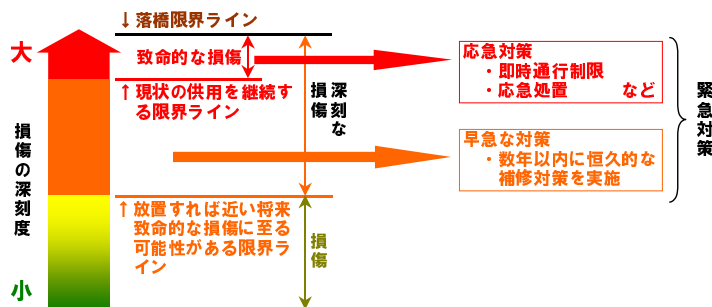 ↓落橋限界ライン
大
致命的な損傷
↑現状の供用を継続す
る限界ライン
深刻な
損傷
損傷の深刻度
↑放置すれば近い将来
致命的な損傷に至る
可能性がある限界ラ
イン
損傷
小
応急対策
・即時通行制限
・応急処置　　など
早急な対策
・数年以内に恒久的な
補修対策を実施
緊急対策